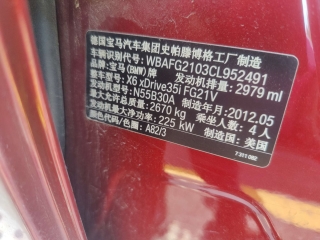 德国宝马汽车集团史帕滕博格工厂制造
车辆识别代号: WBAFG2103CL952491
品牌: 宝马(BMW)牌 发动机排量: 2979 ml
车型: X6 xDrive35i FG21V
发动机型号: N55B30A 制造年月: 2012.05
最大允许总质量: 2670 kg 乘坐人数: 4人
发动机最大净功率: 225 kW 制造国: 美国
颜色代码/色圈: A82/3
7311092